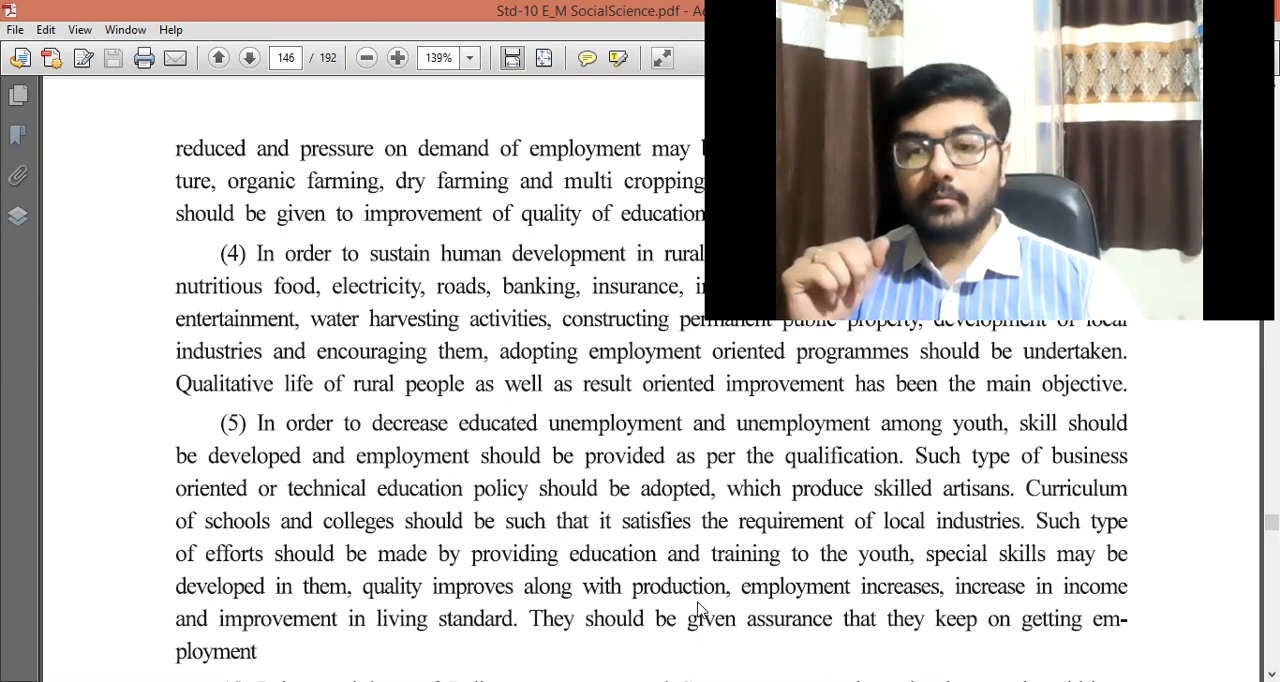 Std-10 E_M SocialScience.pdf - A
File Edit View Window Help
146 / 192 139%
reduced and pressure on demand of employment may
ture, organic farming, dry farming and multi cropping
should be given to improvement of quality of education
(4) In order to sustain human development in rural
nutritious food, electricity, roads, banking, insurance,
entertainment, water harvesting activities, constructing permanent public property, development of local
industries and encouraging them, adopting employment oriented programmes should be undertaken.
Qualitative life of rural people as well as result oriented improvement has been the main objective.
(5) In order to decrease educated unemployment and unemployment among youth, skill should
be developed and employment should be provided as per the qualification. Such type of business
oriented or technical education policy should be adopted, which produce skilled artisans. Curriculum
of schools and colleges should be such that it satisfies the requirement of local industries. Such type
of efforts should be made by providing education and training to the youth, special skills may be
developed in them, quality improves along with production, employment increases, increase in income
and improvement in living standard. They should be given assurance that they keep on getting em-
ployment